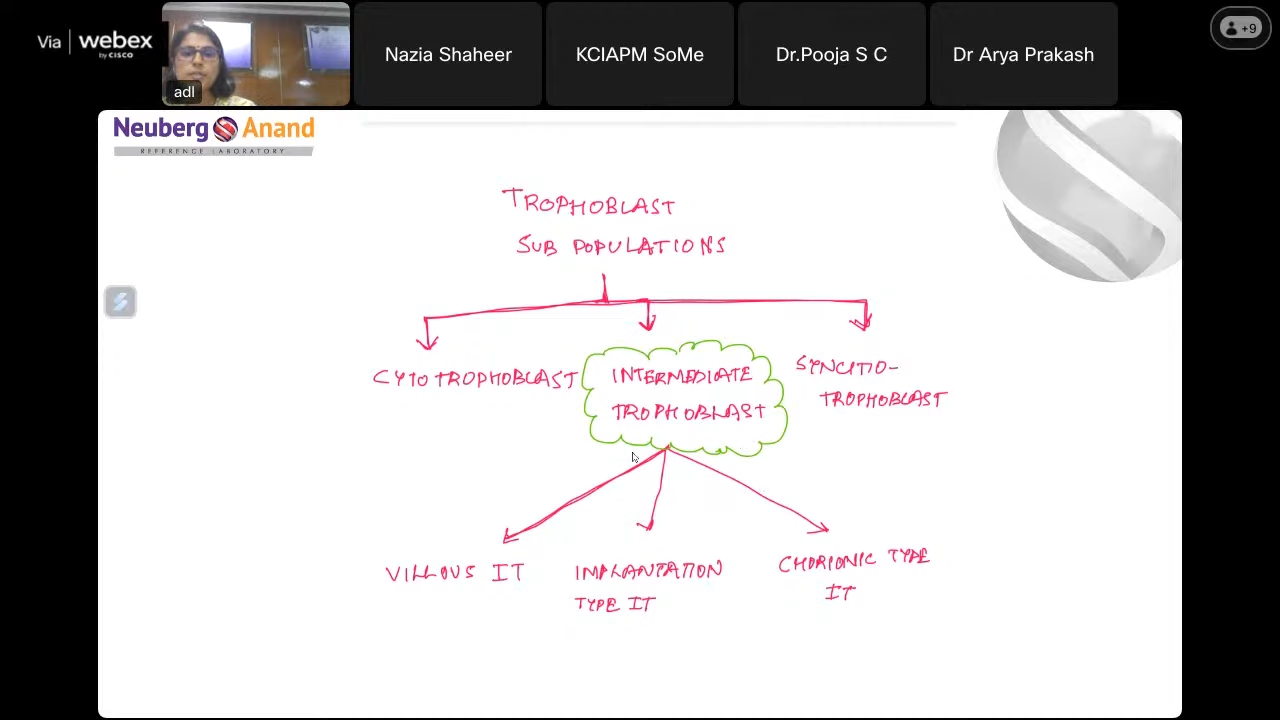 Via webex
by CISCO
adl
Nazia Shaheer
KCIAPM SoMe
Dr.Pooja S C
Dr Arya Prakash
+9
Neuberg Anand
REFERENCE LABORATORY
TROPHOBLAST
SUB POPULATIONS
CYTOTROPHOBLAST
INTERMEDIATE
TROPHOBLAST
SYNCITIO-
TROPHOBLAST
VILLOUS IT
IMPLANTATION
TYPE IT
CHORIONIC TYPE
IT